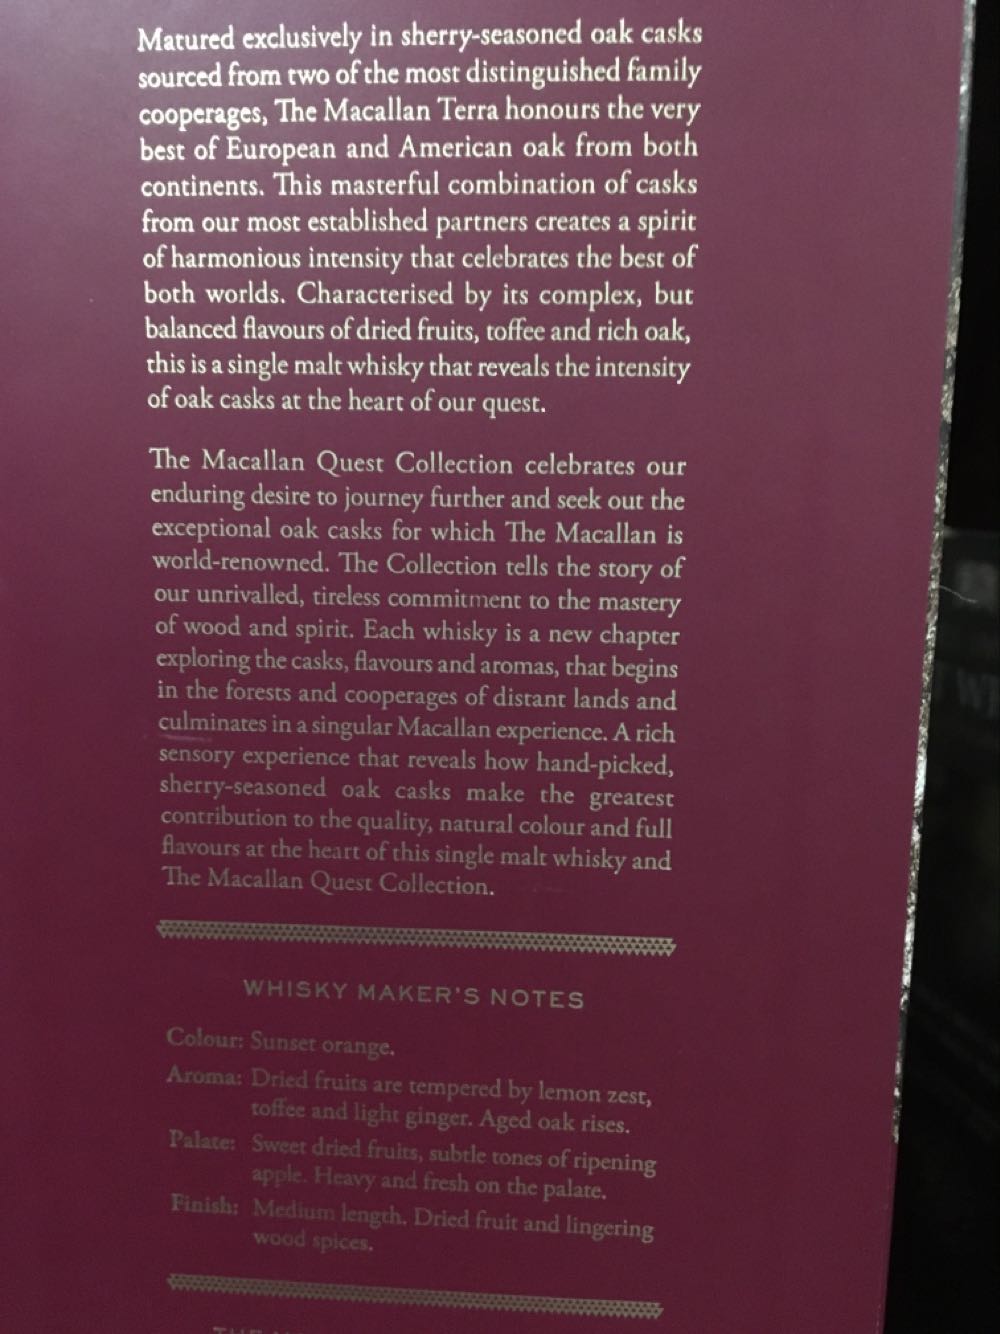 Matured exclusively in sherry-seasoned oak casks
sourced from two of the most distinguished family
cooperages, The Macallan Terra honours the very
best of European and American oak from both
continents. This masterful combination of casks
from our most established partners creates a spirit
of harmonious intensity that celebrates the best of
both worlds. Characterised by its complex, but
balanced flavours of dried fruits, toffee and rich oak,
this is a single malt whisky that reveals the intensity
of oak casks at the heart of our quest.
The Macallan Quest Collection celebrates our
enduring desire to journey further and seek out the
exceptional oak casks for which The Macallan is
world-renowned. The Collection tells the story of
our unrivalled, tireless commitment to the mastery
of wood and spirit. Each whisky is a new chapter
exploring the casks, flavours and aromas, that begins
in the forests and cooperages of distant lands and
culminates in a singular Macallan experience. A rich
sensory experience that reveals how hand-picked,
sherry-seasoned oak casks make the greatest
contribution to the quality, natural colour and full
flavours at the heart of this single malt whisky and
The Macallan Quest Collection.
WHISKY MAKER'S NOTES
Colour: Sunset orange.
Aroma: Dried fruits are tempered by lemon zest,
toffee and light ginger. Aged oak rises.
Palate: Sweet dried fruits, subtle tones of ripening
apple. Heavy and fresh on the palate.
Finish: Medium length. Dried fruit and lingering
wood spices.